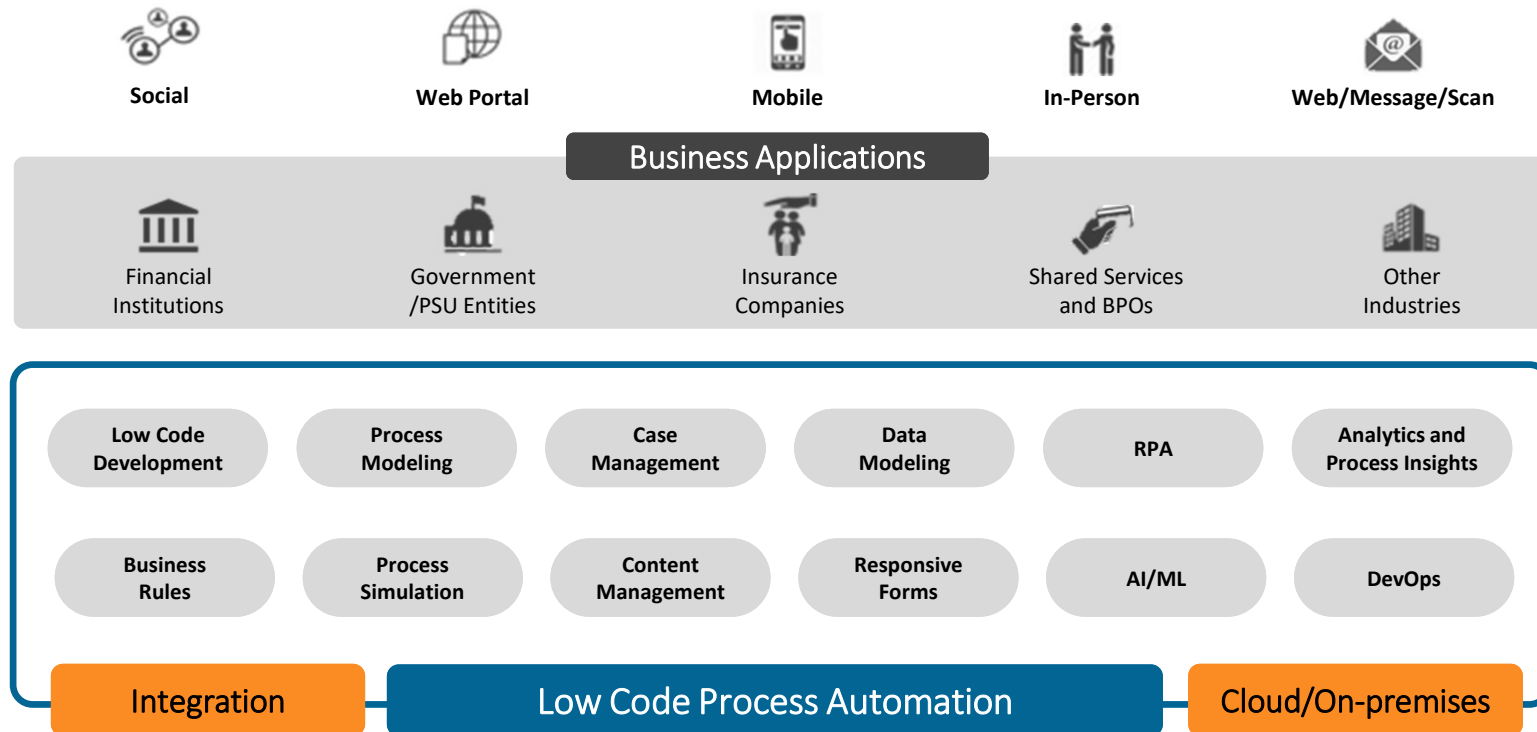 Social
Web Portal
Mobile
In-Person
Web/Message/Scan
Business Applications
Financial
Institutions
Government
/PSU Entities
Insurance
Companies
Shared Services
and BPOs
Other
Industries
Low Code
Development
Process
Modeling
Case
Management
Data
Modeling
RPA
Analytics and
Process Insights
Business
Rules
Process
Simulation
Content
Management
Responsive
Forms
AI/ML
DevOps
Integration
Low Code Process Automation
Cloud/On-premises